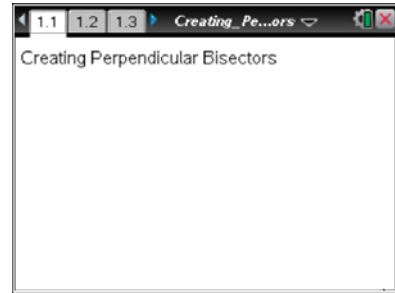 1.1 1.2 1.3 Creating_Pe...ors
Creating Perpendicular Bisectors